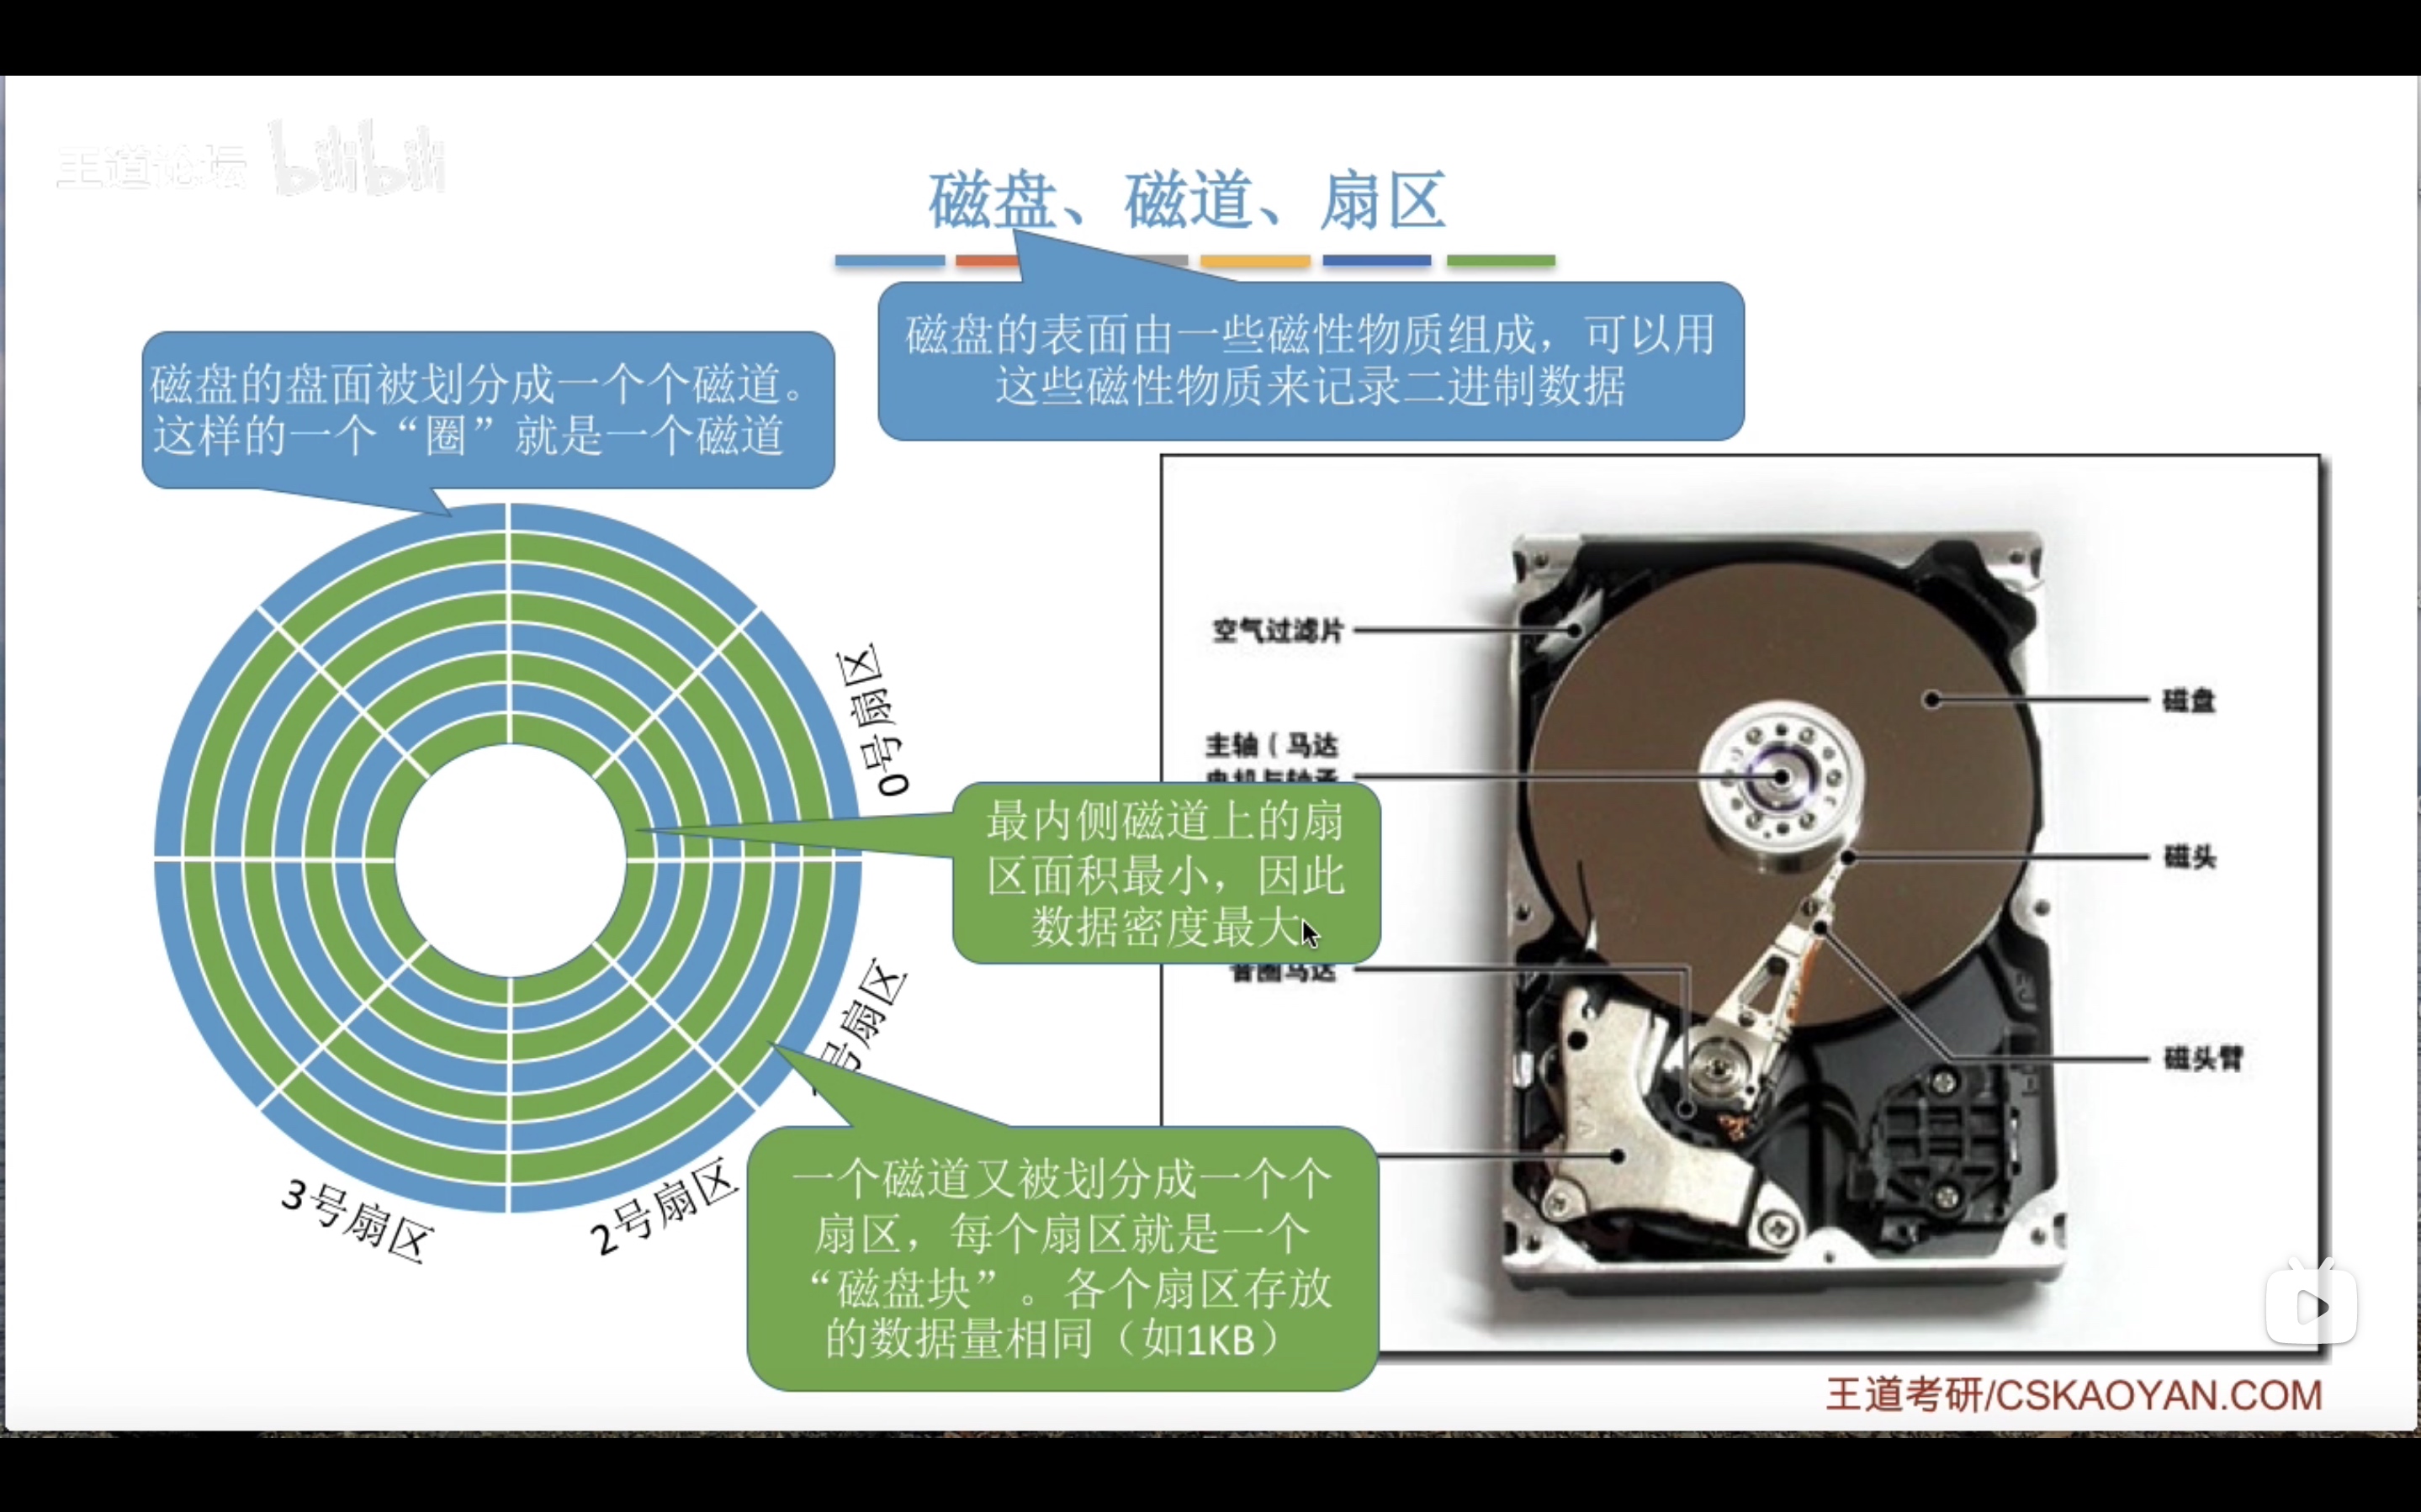 王道论坛 bilibili
磁盘、磁道、扇区
磁盘的表面由一些磁性物质组成，可以用
这些磁性物质来记录二进制数据
磁盘的盘面被划分成一个个磁道。
这样的一个“圈”就是一个磁道
0号扇区
号扇区
2号扇区
3号扇区
最内侧磁道上的扇
区面积最小，因此
数据密度最大
一个磁道又被划分成一个个
扇区，每个扇区就是一个
“磁盘块”。各个扇区存放
的数据量相同（如1KB）
空气过滤片
主轴（马达
音圈马达
磁盘
磁头
磁头臂
王道考研/CSKAOYAN.COM